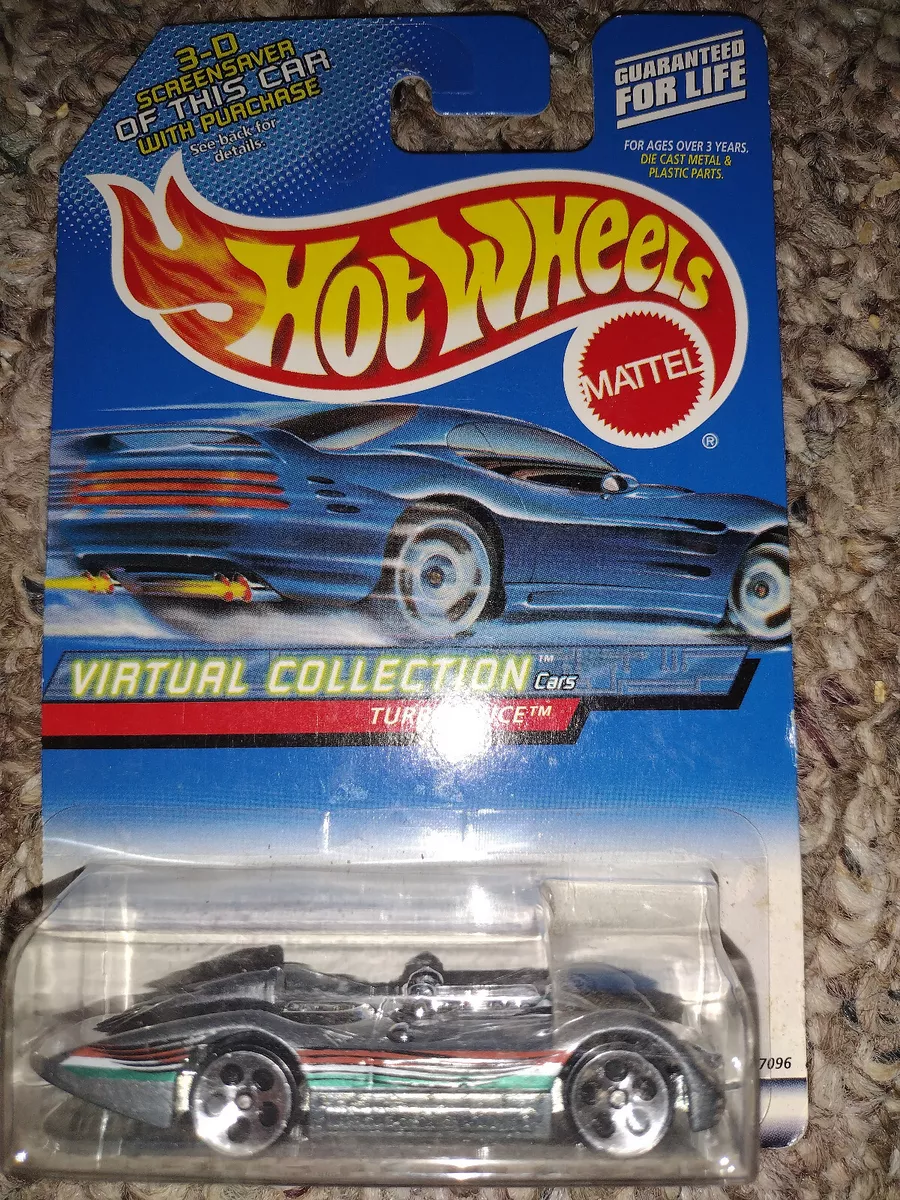 3-D
SCREENSAVER
OF THIS CAR
WITH PURCHASE
See back for
details.
GUARANTEED
FOR LIFE
FOR AGES OVER 3 YEARS.
DIE CAST METAL &
PLASTIC PARTS.
HOT WHEELS
MATTEL
®
VIRTUAL COLLECTION™
Cars
7096